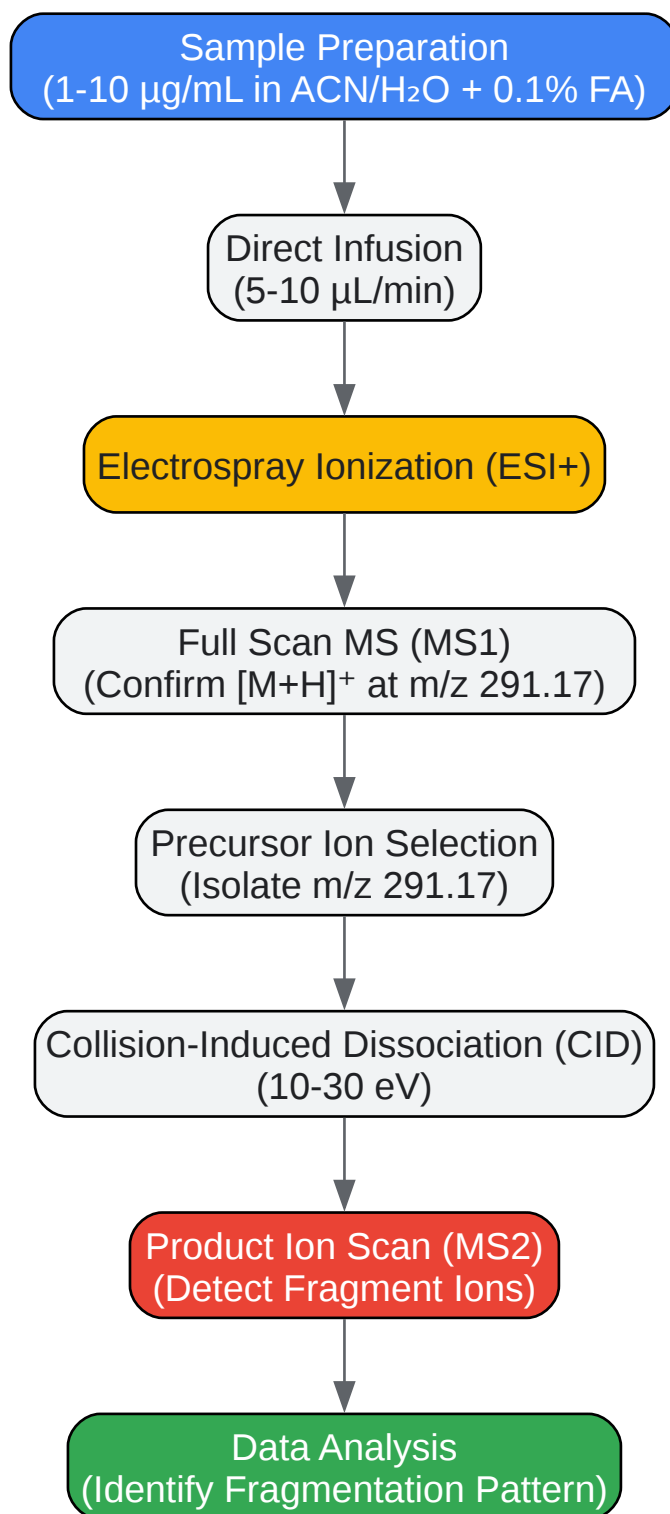 Sample Preparation
(1-10 µg/mL in ACN/H₂O + 0.1% FA)
Direct Infusion
(5-10 µL/min)
Electrospray Ionization (ESI+)
Full Scan MS (MS1)
(Confirm [M+H]⁺ at m/z 291.17)
Precursor Ion Selection
(Isolate m/z 291.17)
Collision-Induced Dissociation (CID)
(10-30 eV)
Product Ion Scan (MS2)
(Detect Fragment Ions)
Data Analysis
(Identify Fragmentation Pattern)